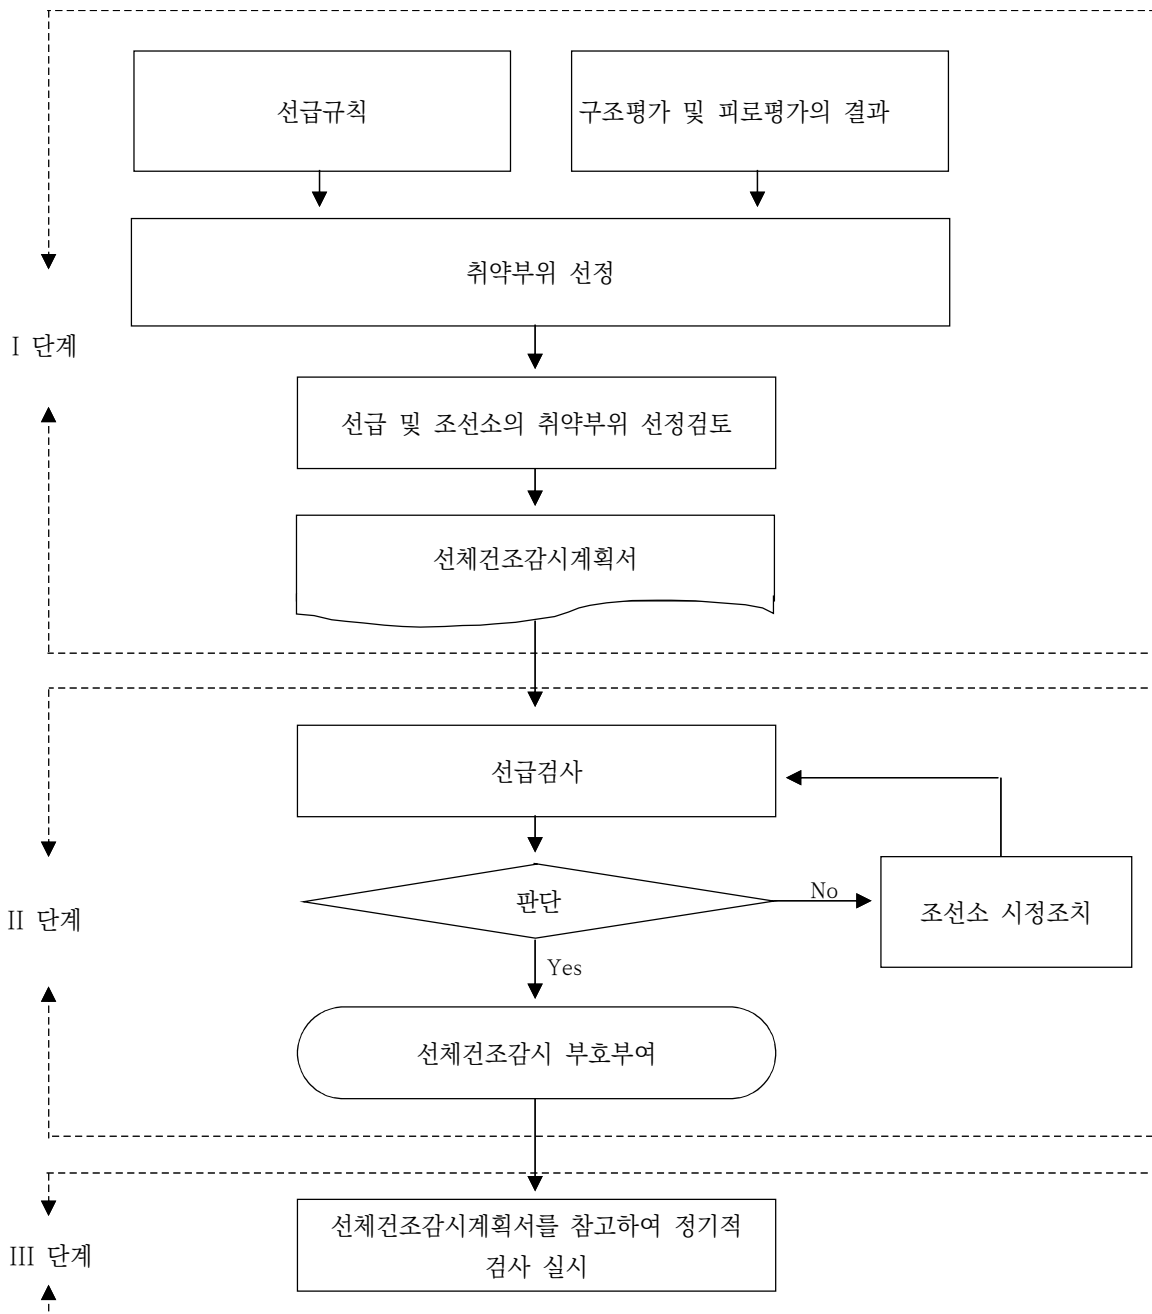 선급규칙
구조평가 및 피로평가의 결과
취약부위 선정
I 단계
선급 및 조선소의 취약부위 선정검토
선체건조감시계획서
선급검사
판단
No
조선소 시정조치
II 단계
Yes
선체건조감시 부호부여
선체건조감시계획서를 참고하여 정기적
검사 실시
III 단계